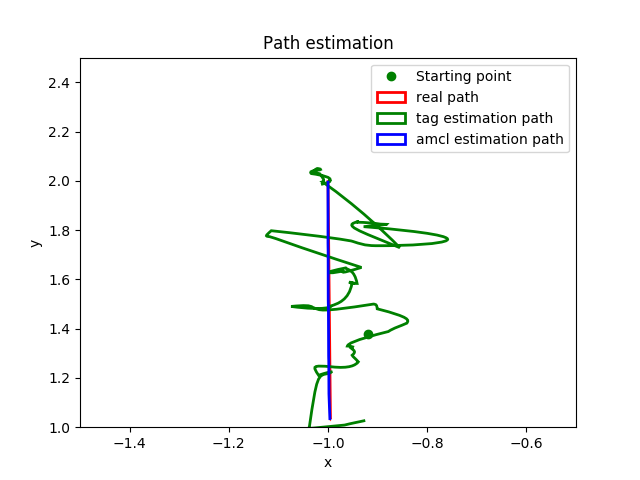 Path estimation
Starting point
real path
tag estimation path
amcl estimation path
y
2.4
2.2
2.0
1.8
1.6
1.4
1.2
1.0
−1.4
−1.2
−1.0
−0.8
−0.6
x